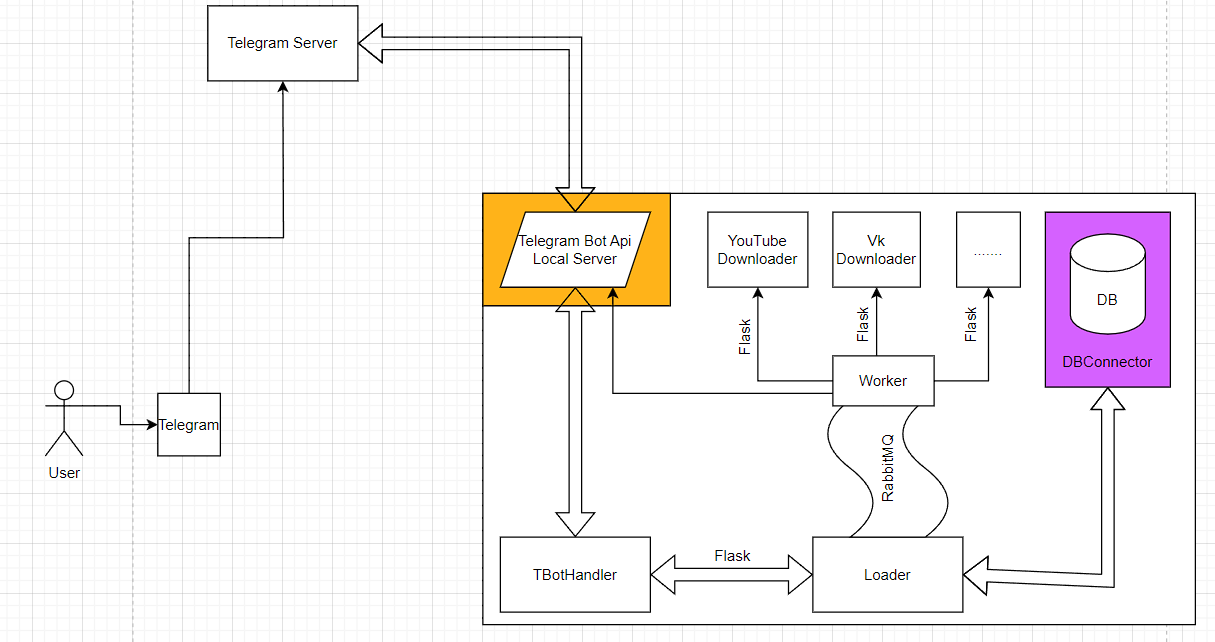 Telegram Server
Telegram Bot Api
Local Server
YouTube
Downloader
Vk
Downloader
.......
DB
DBConnector
Flask
Flask
Flask
Worker
User
Telegram
RabbitMQ
TBotHandler
Flask
Loader